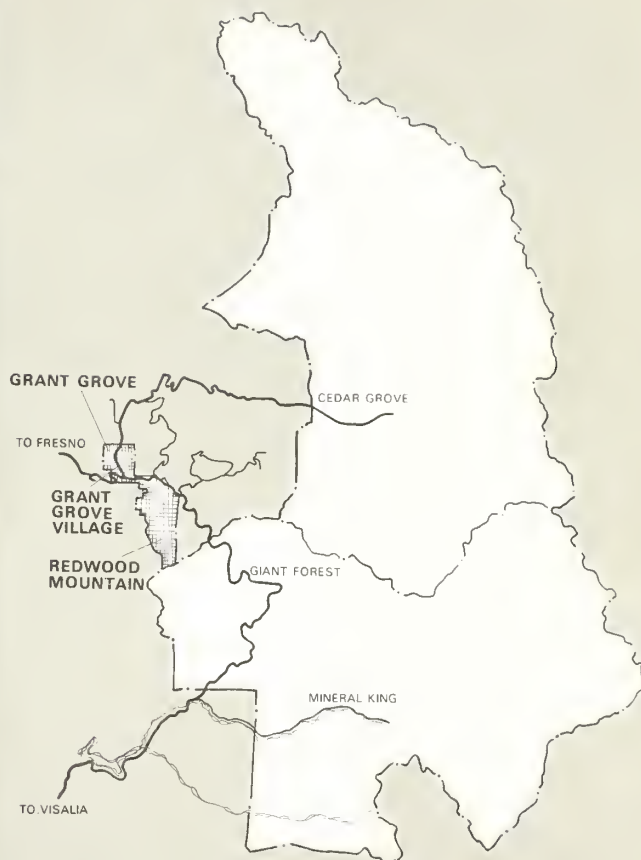 GRANT GROVE
CEDAR GROVE
TO FRESNO
GRANT
GROVE
VILLAGE
REDWOOD
MOUNTAIN
GIANT FOREST
MINERAL KING
TO VISALIA